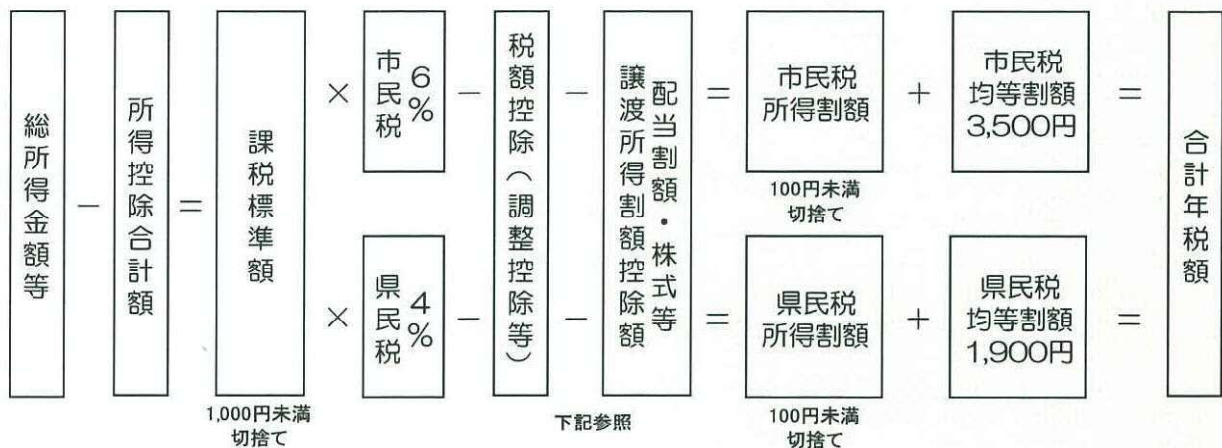 総所得金額等
−
所得控除合計額
=
課税標準額
1,000円未満
切捨て
×
市民税
6%
−
税額控除(調整控除等)
−
配当割額・株式等
譲渡所得割額控除額
=
市民税
所得割額
100円未満
切捨て
+
市民税
均等割額
3,500円
=
×
県民税
4%
−
−
下記参照
=
県民税
所得割額
100円未満
切捨て
+
県民税
均等割額
1,900円
=
合計年税額